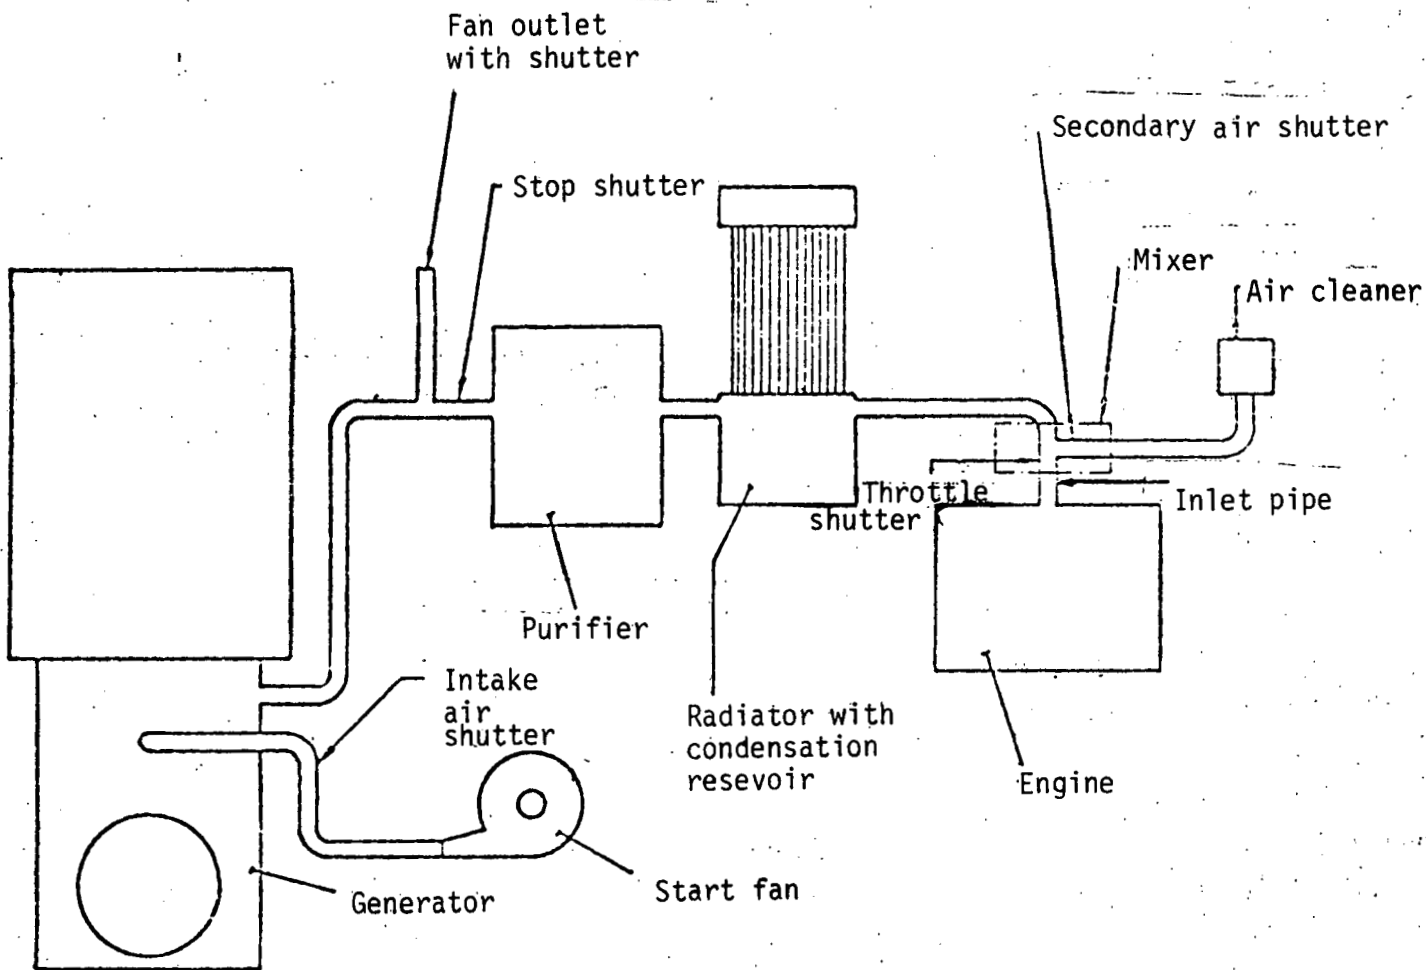 Fan outlet
with shutter
Secondary air shutter
Stop shutter
Mixer
Air cleaner
Throttle
shutter
Inlet pipe
Purifier
Intake
air
shutter
Radiator with
condensation
resevoir
Engine
Start fan
Generator